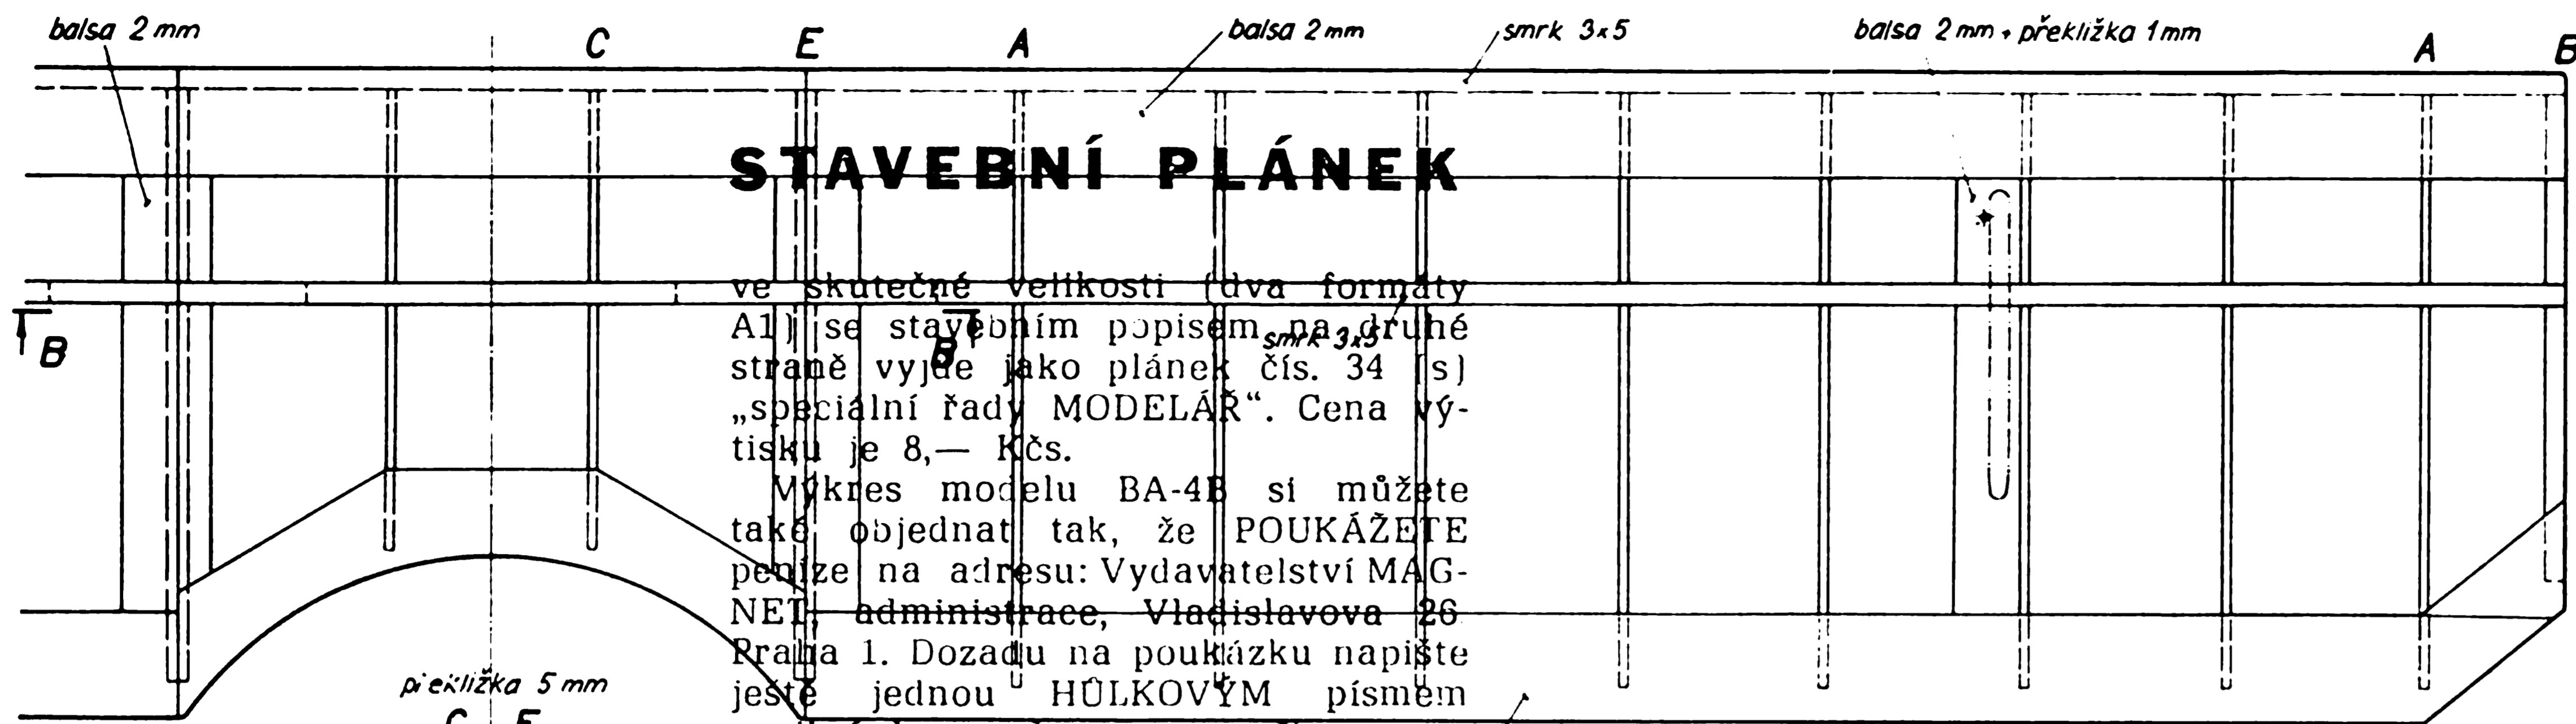 balsa 2 mm
C
E
A
balsa 2 mm
smrk 3x5
balsa 2 mm + překližka 1 mm
A
B
STAVEBNÍ PLÁNEK
ve skutečné velikosti (dva formáty
A1) se stavebním popisem na druhé
straně vyjde jako plánek čís. 34 (s)
„speciální řady MODELÁŘ“. Cena vý-
tisku je 8,— Kčs.
Výkres modelu BA-4B si můžete
také objednat tak, že POUKÁŽETE
peníze na adresu: Vydavatelství MAG-
NET, administrace, Vladislavova 26
Praha 1. Dozadu na poukázku napište
ještě jednou HŮLKOVÝM písmem
B
B
smrk 3x5
překližka 5 mm
C
E